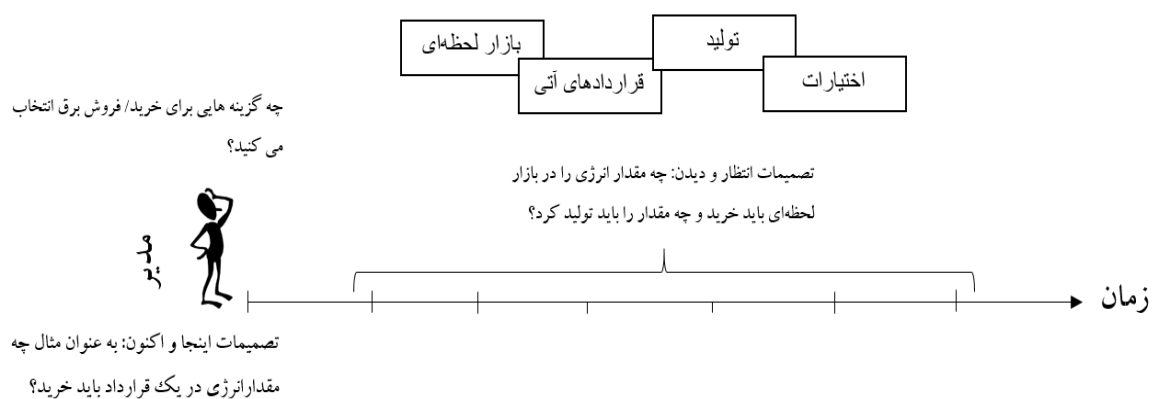 تولید
بازار لحظه‌ای
اختیارات
قراردادهای آتی
چه گزینه هایی برای خرید/ فروش برق انتخاب
می کنید؟
تصمیمات انتظار و دیدن: چه مقدار انرژی را در بازار
لحظه‌ای باید خرید و چه مقدار را باید تولید کرد؟
مدیر
زمان
تصمیمات اینجا و اکنون: به عنوان مثال چه
مقدارانرژی در یک قرارداد باید خرید؟